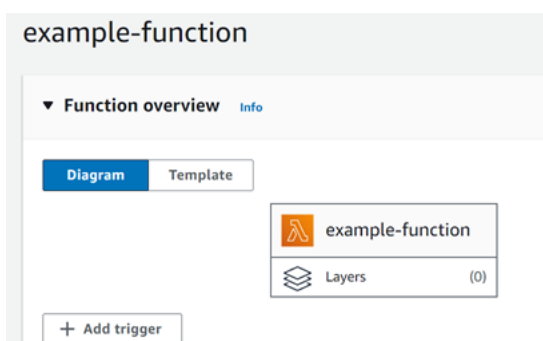 example-function
Function overview Info
Diagram Template
example-function
Layers (0)
+ Add trigger